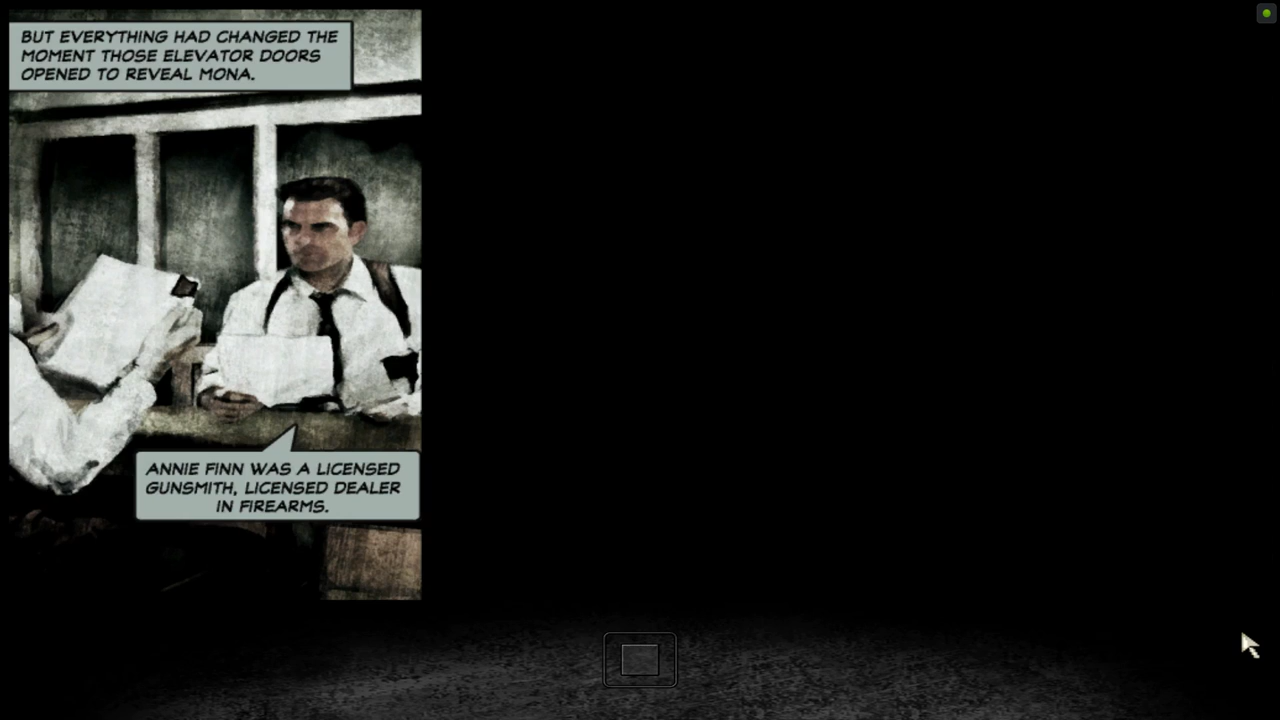 BUT EVERYTHING HAD CHANGED THE
MOMENT THOSE ELEVATOR DOORS
OPENED TO REVEAL MONA.
ANNIE FINN WAS A LICENSED
GUNSMITH, LICENSED DEALER
IN FIREARMS.